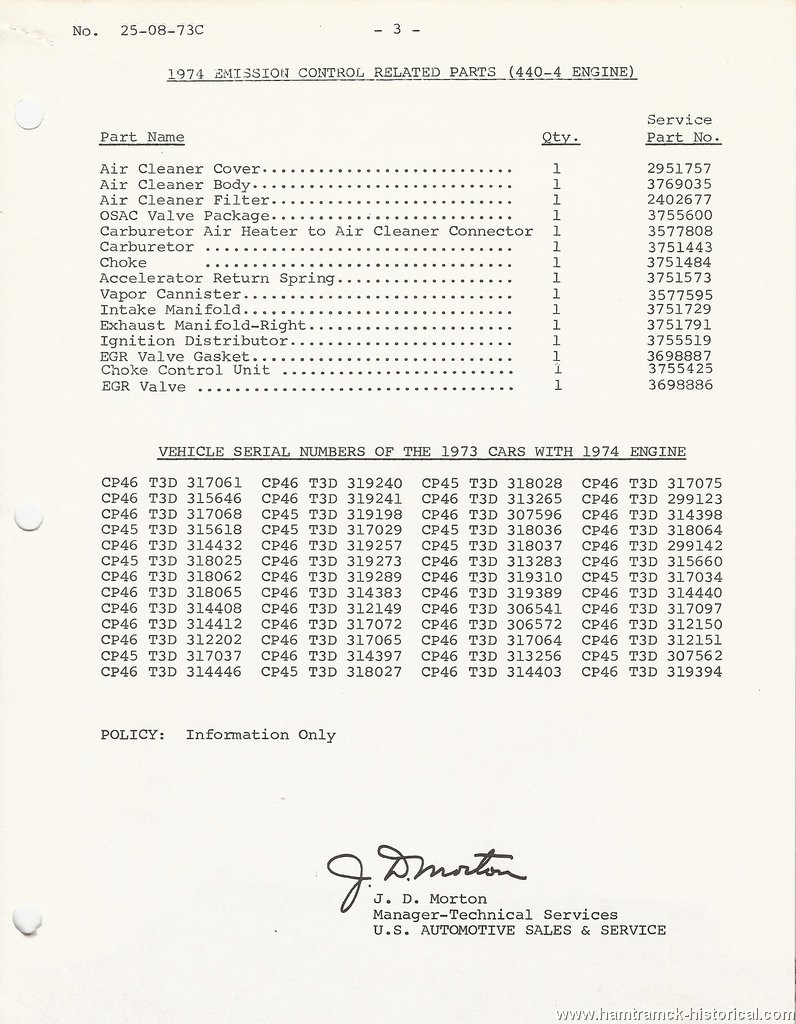 No. 25-08-73C - 3 -
1974 EMISSION CONTROL RELATED PARTS (440-4 ENGINE)
Service
Part Name Qty. Part No.
Air Cleaner Cover........................... 1 2951757
Air Cleaner Body............................ 1 3769035
Air Cleaner Filter.......................... 1 2402677
OSAC Valve Package.......................... 1 3755600
Carburetor Air Heater to Air Cleaner Connector 1 3577808
Carburetor ................................. 1 3751443
Choke ................................. 1 3751484
Accelerator Return Spring................... 1 3751573
Vapor Cannister............................. 1 3577595
Intake Manifold............................. 1 3751729
Exhaust Manifold-Right...................... 1 3751791
Ignition Distributor........................ 1 3755519
EGR Valve Gasket............................ 1 3698887
Choke Control Unit ......................... 1 3755425
EGR Valve .................................. 1 3698886
VEHICLE SERIAL NUMBERS OF THE 1973 CARS WITH 1974 ENGINE
CP46 T3D 317061 CP46 T3D 319240 CP45 T3D 318028 CP46 T3D 317075
CP46 T3D 315646 CP46 T3D 319241 CP46 T3D 313265 CP46 T3D 299123
CP46 T3D 317068 CP45 T3D 319198 CP46 T3D 307596 CP46 T3D 314398
CP45 T3D 315618 CP45 T3D 317029 CP45 T3D 318036 CP46 T3D 318064
CP46 T3D 314432 CP46 T3D 319257 CP45 T3D 318037 CP46 T3D 299142
CP45 T3D 318025 CP46 T3D 319273 CP46 T3D 313283 CP46 T3D 315660
CP46 T3D 318062 CP46 T3D 319289 CP46 T3D 319310 CP45 T3D 317034
CP46 T3D 318065 CP46 T3D 314383 CP46 T3D 319389 CP46 T3D 314440
CP46 T3D 314408 CP46 T3D 312149 CP46 T3D 306541 CP46 T3D 317097
CP46 T3D 314412 CP46 T3D 317072 CP46 T3D 306572 CP46 T3D 312150
CP46 T3D 312202 CP46 T3D 317065 CP46 T3D 317064 CP46 T3D 312151
CP45 T3D 317037 CP46 T3D 314397 CP46 T3D 313256 CP45 T3D 307562
CP46 T3D 314446 CP45 T3D 318027 CP46 T3D 314403 CP46 T3D 319394
POLICY: Information Only
J. D. Morton
J. D. Morton
Manager-Technical Services
U.S. AUTOMOTIVE SALES & SERVICE
www.hamtramck-historical.com